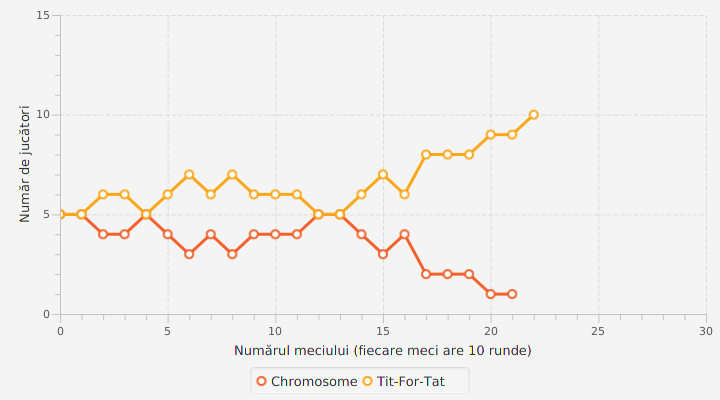 15
10
5
0
Număr de jucători
0 5 10 15 20 25 30
Numărul meciului (fiecare meci are 10 runde)
Chromosome Tit-For-Tat